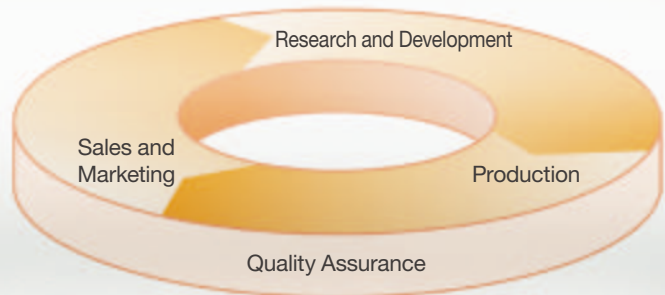 Research and Development
Sales and
Marketing
Production
Quality Assurance